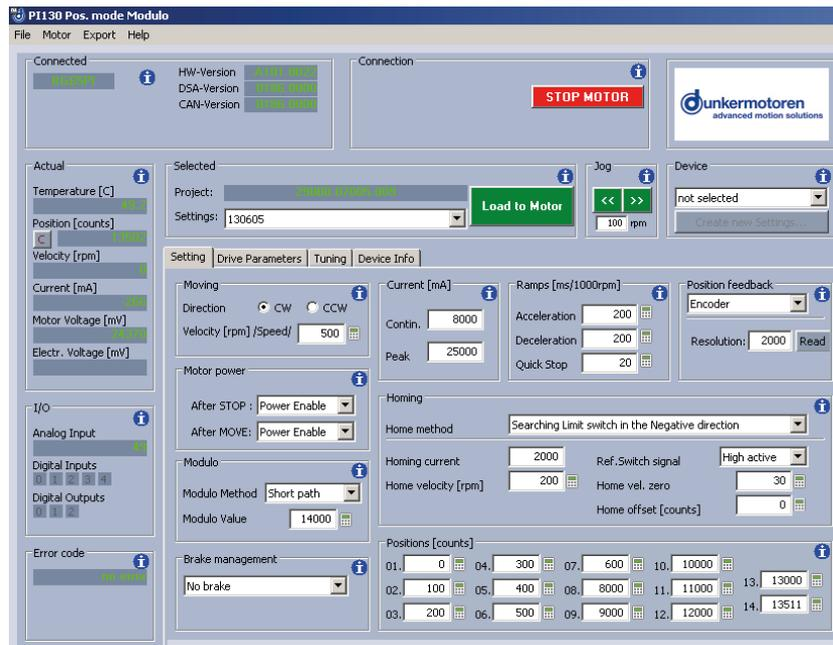 PI130 Pos. mode Modulo
File Motor Export Help
Connected
RG65PI
HW-Version
DSA-Version
CAN-Version
Connection
STOP MOTOR
dunkermotoren
advanced motion solutions
Actual
Temperature [C]
49.2
Position [counts]
C
Velocity [rpm]
0
Current [mA]
Motor Voltage [mV]
Electr. Voltage [mV]
I/O
Analog Input
Digital Inputs
0 1 2 3 4
Digital Outputs
0 1 2
Error code
no error
Selected
Project:
Settings: 130605
Load to Motor
Jog
<< >>
100 rpm
Device
not selected
Create new Settings...
Setting Drive Parameters Tuning Device Info
Moving
Direction CW CCW
Velocity [rpm] /Speed/ 500
Motor power
After STOP : Power Enable
After MOVE: Power Enable
Modulo
Modulo Method Short path
Modulo Value 14000
Brake management
No brake
Current [mA]
Contin. 8000
Peak 25000
Ramps [ms/1000rpm]
Acceleration 200
Deceleration 200
Quick Stop 20
Position feedback
Encoder
Resolution: 2000 Read
Homing
Home method Searching Limit switch in the Negative direction
Homing current 2000 Ref.Switch signal High active
Home velocity [rpm] 200 Home vel. zero 30
Home offset [counts] 0
Positions [counts]
01. 0 04. 300 07. 600 10. 10000 13. 13000
02. 100 05. 400 08. 8000 11. 11000 14. 13511
03. 200 06. 500 09. 9000 12. 12000